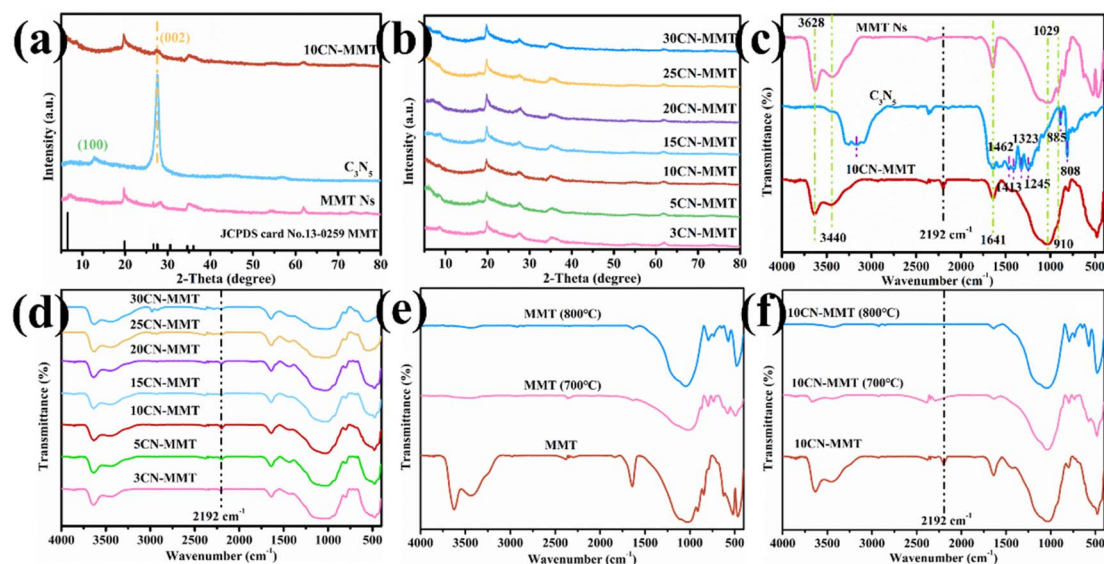 (a)
(002)
10CN-MMT
(100)
C3N5
MMT Ns
JCPDS card No.13-0259 MMT
Intensity (a.u.)
10 20 30 40 50 60 70 80
2-Theta (degree)
(b)
30CN-MMT
25CN-MMT
20CN-MMT
15CN-MMT
10CN-MMT
5CN-MMT
3CN-MMT
Intensity (a.u.)
10 20 30 40 50 60 70 80
2-Theta (degree)
(c)
3628
MMT Ns
1029
C3N5
1462
1323
885
10CN-MMT
1413
1245
808
3440
2192 cm-1
1641
910
Transmittance (%)
4000 3500 3000 2500 2000 1500 1000 500
Wavenumber (cm-1)
(d)
30CN-MMT
25CN-MMT
20CN-MMT
15CN-MMT
10CN-MMT
5CN-MMT
3CN-MMT
2192 cm-1
Transmittance (%)
4000 3500 3000 2500 2000 1500 1000 500
Wavenumber (cm-1)
(e)
MMT (800℃)
MMT (700℃)
MMT
Transmittance (%)
4000 3500 3000 2500 2000 1500 1000 500
Wavenumber (cm-1)
(f)
10CN-MMT (800℃)
10CN-MMT (700℃)
10CN-MMT
2192 cm-1
Transmittance (%)
4000 3500 3000 2500 2000 1500 1000 500
Wavenumber (cm-1)